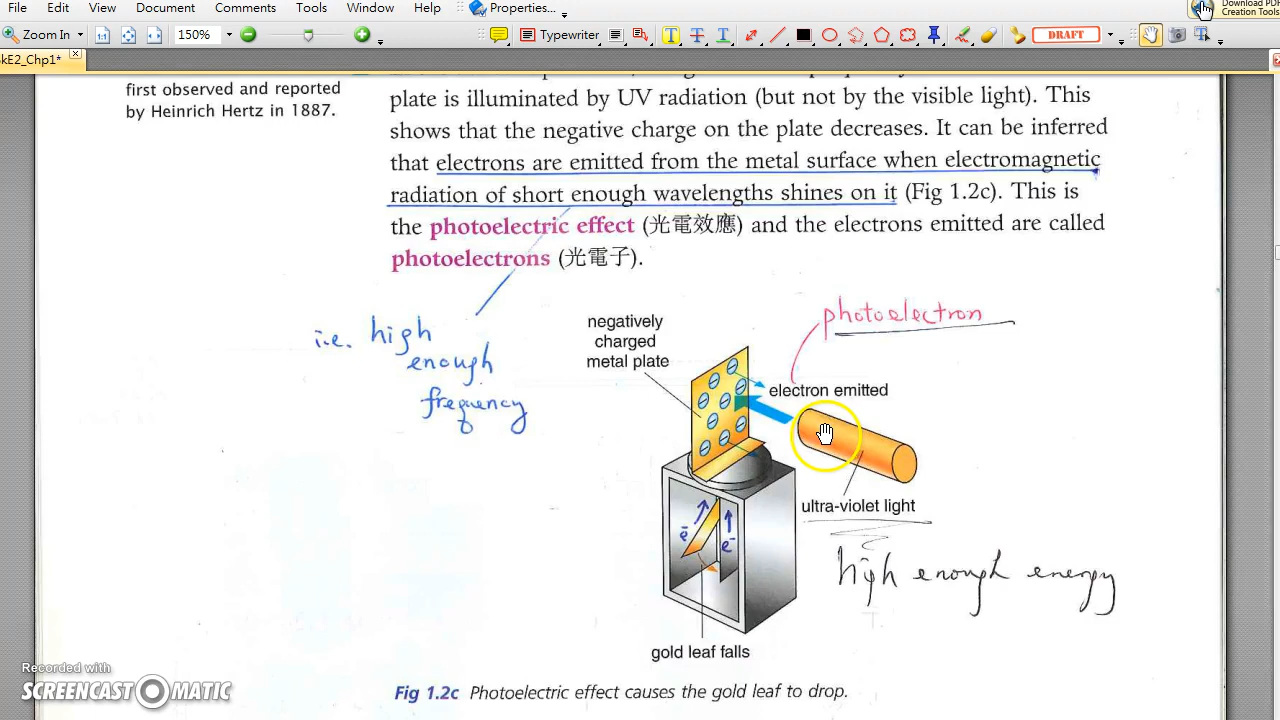 File Edit View Document Comments Tools Window Help Properties...
Download PDF
Creation Tools
Zoom In 150% T T T Typewriter DRAFT
kE2_Chp1*
first observed and reported
by Heinrich Hertz in 1887.
plate is illuminated by UV radiation (but not by the visible light). This
shows that the negative charge on the plate decreases. It can be inferred
that electrons are emitted from the metal surface when electromagnetic
radiation of short enough wavelengths shines on it (Fig 1.2c). This is
the photoelectric effect (光電效應) and the electrons emitted are called
photoelectrons (光電子).
i.e. high
enough
frequency
negatively
charged
metal plate
photoelectron
electron emitted
ultra-violet light
high enough energy
e⁻
e⁻
gold leaf falls
Fig 1.2c Photoelectric effect causes the gold leaf to drop.
Recorded with
SCREENCAST MATIC